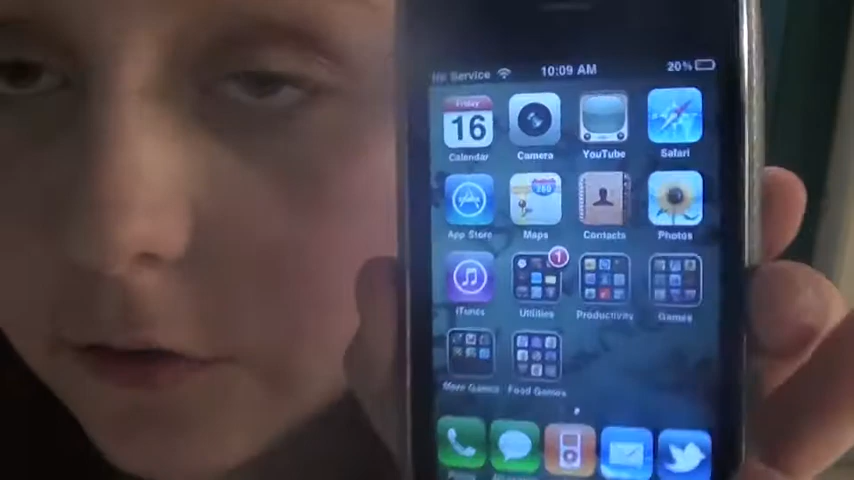 No Service 10:09 AM 20%
Friday
16
Calendar Camera YouTube Safari
280
App Store Maps Contacts Photos
1
iTunes Utilities Productivity Games
More Games Food Games